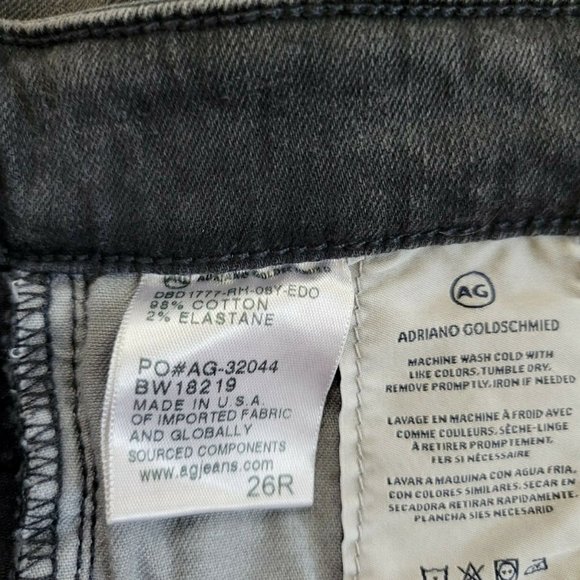 AG ADRIANO GOLDSCHMIED
DBD1777-RH-08Y-EDO
98% COTTON
2% ELASTANE
PO#AG-32044
BW18219
MADE IN U.S.A.
OF IMPORTED FABRIC
AND GLOBALLY
SOURCED COMPONENTS
www.agjeans.com
26R
AG
ADRIANO GOLDSCHMIED
MACHINE WASH COLD WITH
LIKE COLORS. TUMBLE DRY.
REMOVE PROMPTLY. IRON IF NEEDED
LAVAGE EN MACHINE À FROID AVEC
COMME COULEURS. SÈCHE-LINGE
À RETIRER PROMPTEMENT.
FER SI NÉCESSAIRE
LAVAR A MAQUINA CON AGUA FRIA.
CON COLORES SIMILARES. SECAR EN
SECADORA RETIRAR RAPIDAMENTE.
PLANCHA SIES NECESARIO